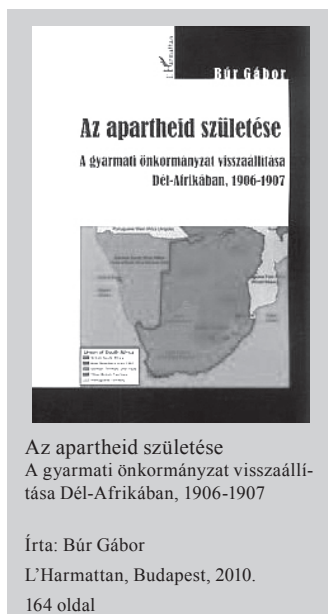 L'Harmattan
Búr Gábor
Az apartheid születése
A gyarmati önkormányzat visszaállítása
Dél-Afrikában, 1906-1907
Union of South Africa
Az apartheid születése
A gyarmati önkormányzat visszaállí-
tása Dél-Afrikában, 1906-1907
Írta: Búr Gábor
L’Harmattan, Budapest, 2010.
164 oldal